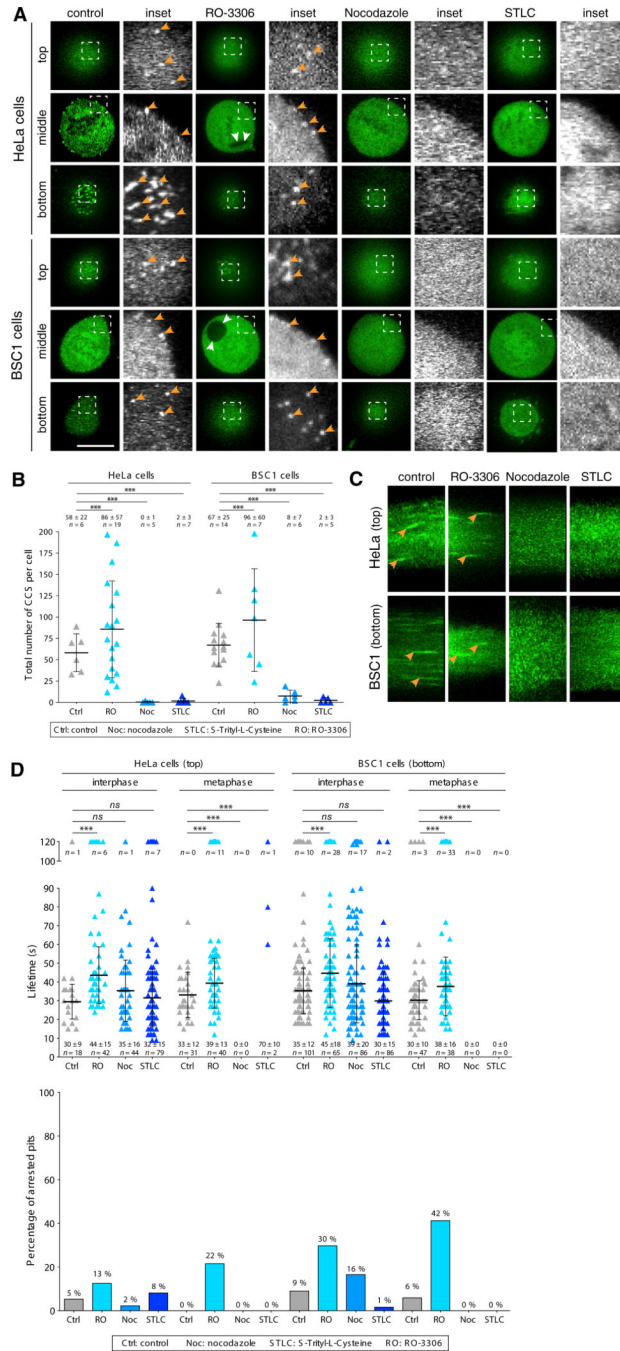 A
control inset RO-3306 inset Nocodazole inset STLC inset
HeLa cells
top
middle
bottom
BSC1 cells
top
middle
bottom
B
HeLa cells BSC1 cells
*** ***
*** ***
*** ***
58 ± 22 86 ± 57 0 ± 1 2 ± 3 67 ± 25 96 ± 60 8 ± 7 2 ± 3
n = 6 n = 19 n = 5 n = 7 n = 14 n = 7 n = 6 n = 5
Total number of CCS per cell
200
175
150
125
100
75
50
25
0
Ctrl RO Noc STLC Ctrl RO Noc STLC
Ctrl: control Noc: nocodazole STLC: S-Trityl-L-Cysteine RO: RO-3306
C
control RO-3306 Nocodazole STLC
HeLa (top)
BSC1 (bottom)
D
HeLa cells (top) BSC1 cells (bottom)
interphase metaphase interphase metaphase
ns *** ns ***
ns *** ns ***
*** *** *** ***
120
100
n = 1 n = 6 n = 1 n = 7 n = 0 n = 11 n = 0 n = 1 n = 10 n = 28 n = 17 n = 2 n = 3 n = 33 n = 0 n = 0
Lifetime (s)
90
80
70
60
50
40
30
20
10
0
30 ± 9 44 ± 15 35 ± 16 32 ± 15 33 ± 12 39 ± 13 0 ± 0 70 ± 10 35 ± 12 45 ± 18 39 ± 20 30 ± 15 30 ± 10 38 ± 16 0 ± 0 0 ± 0
n = 18 n = 42 n = 44 n = 79 n = 31 n = 40 n = 0 n = 2 n = 101 n = 65 n = 86 n = 86 n = 47 n = 38 n = 0 n = 0
Ctrl RO Noc STLC Ctrl RO Noc STLC Ctrl RO Noc STLC Ctrl RO Noc STLC
Percentage of arrested pits
100
80
60
40
20
0
5 % 13 % 2 % 8 % 0 % 22 % 0 % 0 % 9 % 30 % 16 % 1 % 6 % 42 % 0 % 0 %
Ctrl RO Noc STLC Ctrl RO Noc STLC Ctrl RO Noc STLC Ctrl RO Noc STLC
Ctrl: control Noc: nocodazole STLC: S-Trityl-L-Cysteine RO: RO-3306